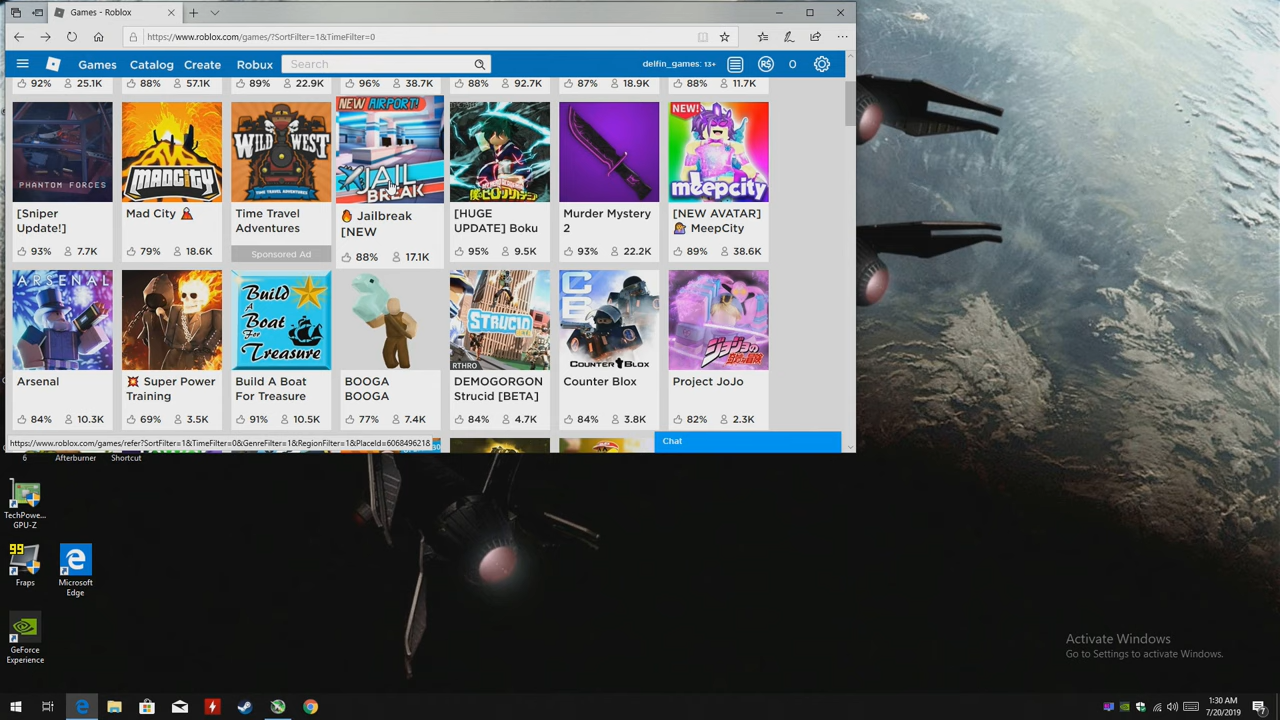 Games - Roblox
https://www.roblox.com/games/?SortFilter=1&TimeFilter=0
Games Catalog Create Robux Search delfin_games: 13+ R$ 0
92% 25.1K 88% 57.1K 89% 22.9K 96% 38.7K 88% 92.7K 87% 18.9K 88% 11.7K
PHANTOM FORCES
MADCITY
WILD WEST
TIME TRAVEL ADVENTURES
NEW AIRPORT!
JAIL
BREAK
NEW!
meepcity
[Sniper Update!]
Mad City
Time Travel Adventures
Jailbreak [NEW
[HUGE UPDATE] Boku
Murder Mystery 2
[NEW AVATAR] MeepCity
93% 7.7K 79% 18.6K Sponsored Ad 88% 17.1K 95% 9.5K 93% 22.2K 89% 38.6K
ARSENAL
Build
A
Boat
For
Treasure
STRUCID
RTHRO
CB
COUNTER BLOX
Arsenal
Super Power Training
Build A Boat For Treasure
BOOGA BOOGA
DEMOGORGON Strucid [BETA]
Counter Blox
Project JoJo
84% 10.3K 69% 3.5K 91% 10.5K 77% 7.4K 84% 4.7K 84% 3.8K 82% 2.3K
https://www.roblox.com/games/refer?SortFilter=1&TimeFilter=0&GenreFilter=1&RegionFilter=1&PlaceId=6068496218
Chat
6 Afterburner Shortcut
TechPowe...
GPU-Z
99
Fraps
Microsoft
Edge
GeForce
Experience
Activate Windows
Go to Settings to activate Windows.
1:30 AM
7/20/2019
7